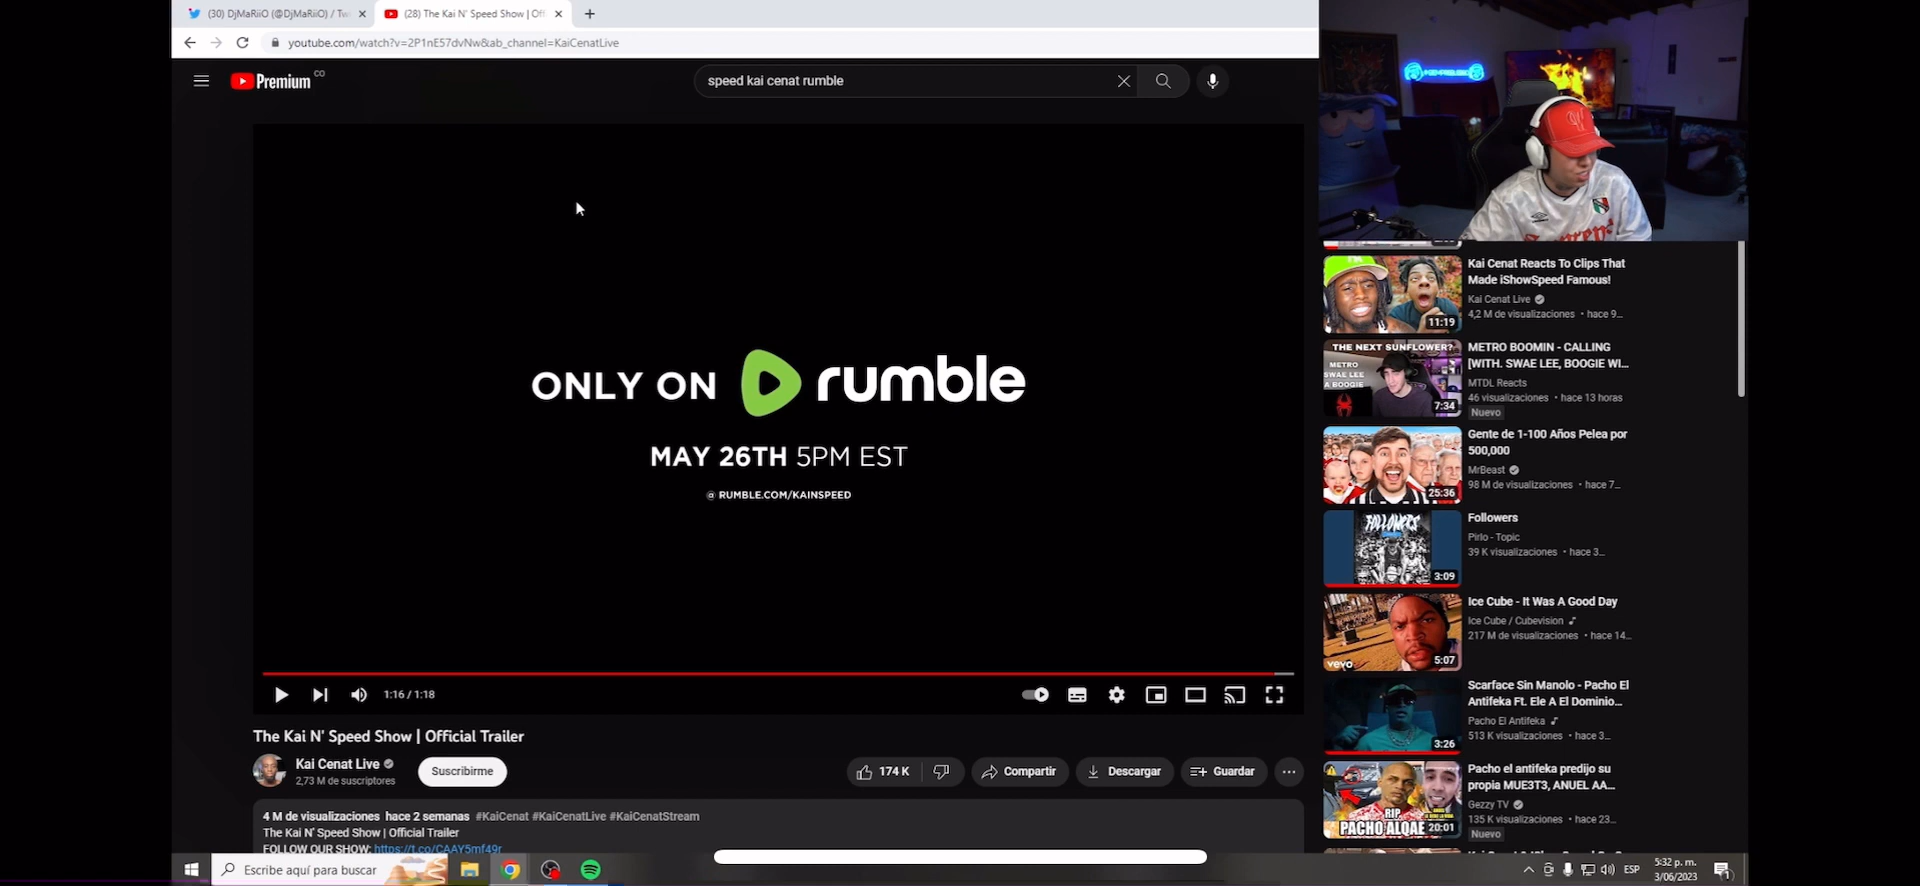 (30) DjMaRiiO (@DjMaRiiO) / Tw
(28) The Kai N' Speed Show | Off
youtube.com/watch?v=2P1nE57dvNw&ab_channel=KaiCenatLive
Premium CO
speed kai cenat rumble
ONLY ON rumble
MAY 26TH 5PM EST
@ RUMBLE.COM/KAINSPEED
1:16 / 1:18
The Kai N' Speed Show | Official Trailer
Kai Cenat Live
2,73 M de suscriptores
Suscribirme
174 K
Compartir
Descargar
Guardar
4 M de visualizaciones hace 2 semanas #KaiCenat #KaiCenatLive #KaiCenatStream
The Kai N' Speed Show | Official Trailer
FOLLOW OUR SHOW: https://t.co/CAAY5mf49r
Kai Cenat Reacts To Clips That
Made iShowSpeed Famous!
Kai Cenat Live
4,2 M de visualizaciones • hace 9...
11:19
THE NEXT SUNFLOWER?
METRO
SWAE LEE
A BOOGIE
7:34
METRO BOOMIN - CALLING
[WITH. SWAE LEE, BOOGIE WI...
MTDL Reacts
46 visualizaciones • hace 13 horas
Nuevo
25:36
Gente de 1-100 Años Pelea por
500,000
MrBeast
98 M de visualizaciones • hace 7...
FOLLOWERS
3:09
Followers
Pirlo - Topic
39 K visualizaciones • hace 3...
vevo
5:07
Ice Cube - It Was A Good Day
Ice Cube / Cubevision
217 M de visualizaciones • hace 14...
3:26
Scarface Sin Manolo - Pacho El
Antifeka Ft. Ele A El Dominio...
Pacho El Antifeka
513 K visualizaciones • hace 3...
RIP
PACHO ALQAE
20:01
Pacho el antifeka predijo su
propia MUE3T3, ANUEL AA...
Gezzy TV
135 K visualizaciones • hace 23...
Nuevo
Escribe aquí para buscar
ESP
5:32 p. m.
3/06/2023
1